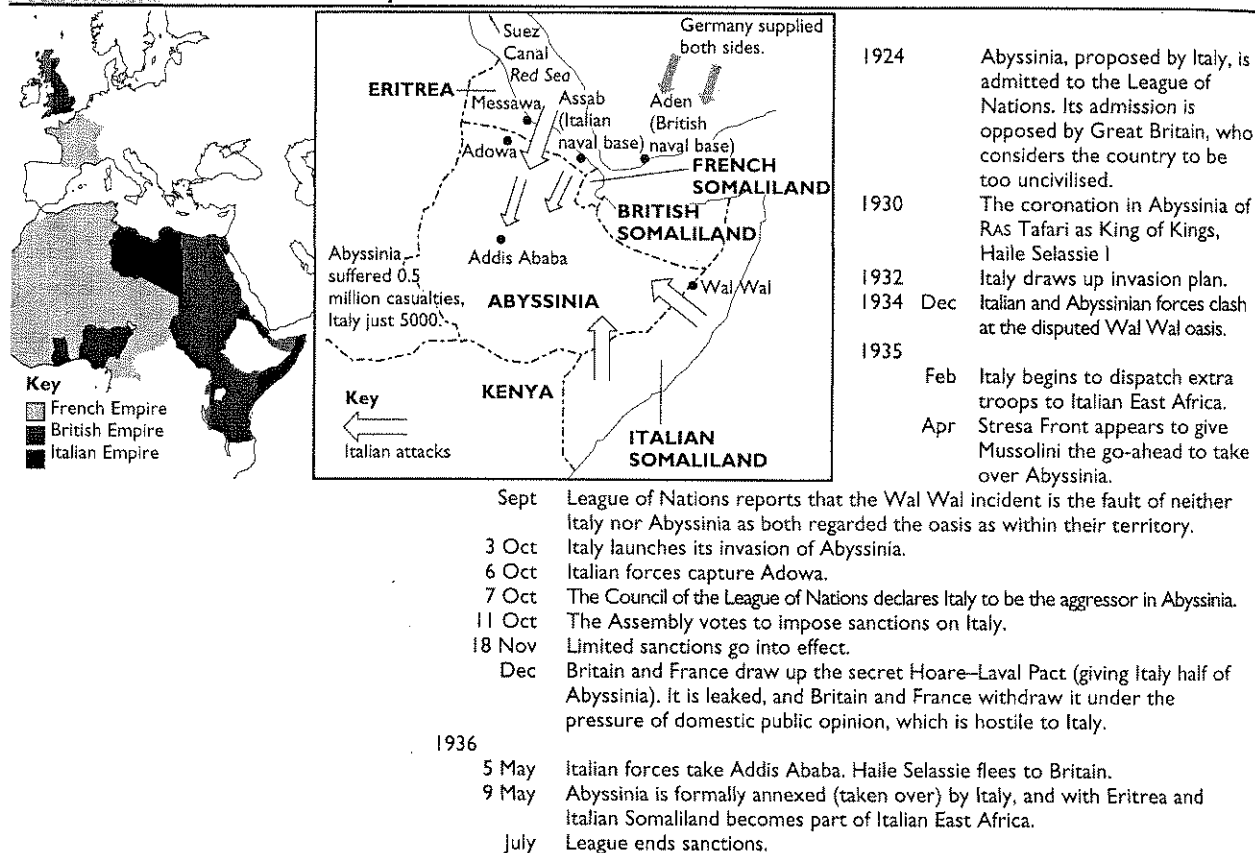 Key
French Empire
British Empire
Italian Empire
Suez
Canal
Red Sea
Germany supplied
both sides.
ERITREA
Messawa
Assab
(Italian
naval base)
Aden
(British
naval base)
Adowa
FRENCH
SOMALILAND
BRITISH
SOMALILAND
Addis Ababa
Abyssinia
suffered 0.5
million casualties,
Italy just 5000.
ABYSSINIA
Wal Wal
KENYA
Key
Italian attacks
ITALIAN
SOMALILAND
1924 Abyssinia, proposed by Italy, is
admitted to the League of
Nations. Its admission is
opposed by Great Britain, who
considers the country to be
too uncivilised.
1930 The coronation in Abyssinia of
RAS Tafari as King of Kings,
Haile Selassie I
1932 Italy draws up invasion plan.
1934 Dec Italian and Abyssinian forces clash
at the disputed Wal Wal oasis.
1935
Feb Italy begins to dispatch extra
troops to Italian East Africa.
Apr Stresa Front appears to give
Mussolini the go-ahead to take
over Abyssinia.
Sept League of Nations reports that the Wal Wal incident is the fault of neither
Italy nor Abyssinia as both regarded the oasis as within their territory.
3 Oct Italy launches its invasion of Abyssinia.
6 Oct Italian forces capture Adowa.
7 Oct The Council of the League of Nations declares Italy to be the aggressor in Abyssinia.
11 Oct The Assembly votes to impose sanctions on Italy.
18 Nov Limited sanctions go into effect.
Dec Britain and France draw up the secret Hoare–Laval Pact (giving Italy half of
Abyssinia). It is leaked, and Britain and France withdraw it under the
pressure of domestic public opinion, which is hostile to Italy.
1936
5 May Italian forces take Addis Ababa. Haile Selassie flees to Britain.
9 May Abyssinia is formally annexed (taken over) by Italy, and with Eritrea and
Italian Somaliland becomes part of Italian East Africa.
July League ends sanctions.